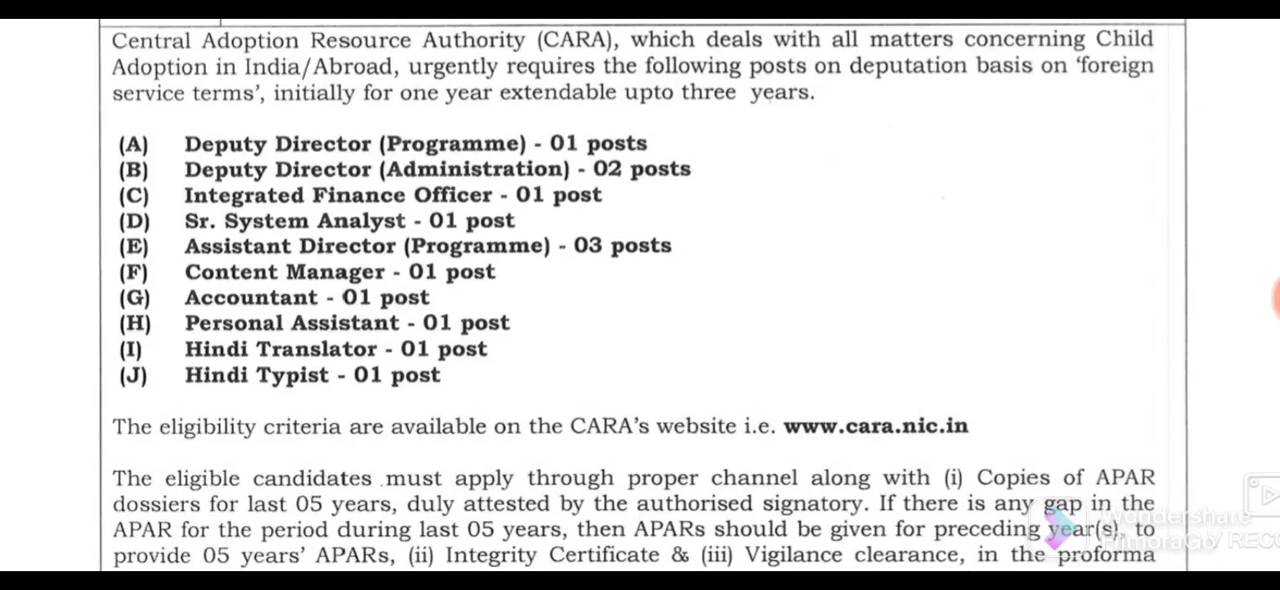 Central Adoption Resource Authority (CARA), which deals with all matters concerning Child
Adoption in India/Abroad, urgently requires the following posts on deputation basis on 'foreign
service terms', initially for one year extendable upto three years.
(A) Deputy Director (Programme) - 01 posts
(B) Deputy Director (Administration) - 02 posts
(C) Integrated Finance Officer - 01 post
(D) Sr. System Analyst - 01 post
(E) Assistant Director (Programme) - 03 posts
(F) Content Manager - 01 post
(G) Accountant - 01 post
(H) Personal Assistant - 01 post
(I) Hindi Translator - 01 post
(J) Hindi Typist - 01 post
The eligibility criteria are available on the CARA's website i.e. www.cara.nic.in
The eligible candidates must apply through proper channel along with (i) Copies of APAR
dossiers for last 05 years, duly attested by the authorised signatory. If there is any gap in the
APAR for the period during last 05 years, then APARs should be given for preceding year(s), to
provide 05 years' APARs, (ii) Integrity Certificate & (iii) Vigilance clearance, in the proforma
Wondershare